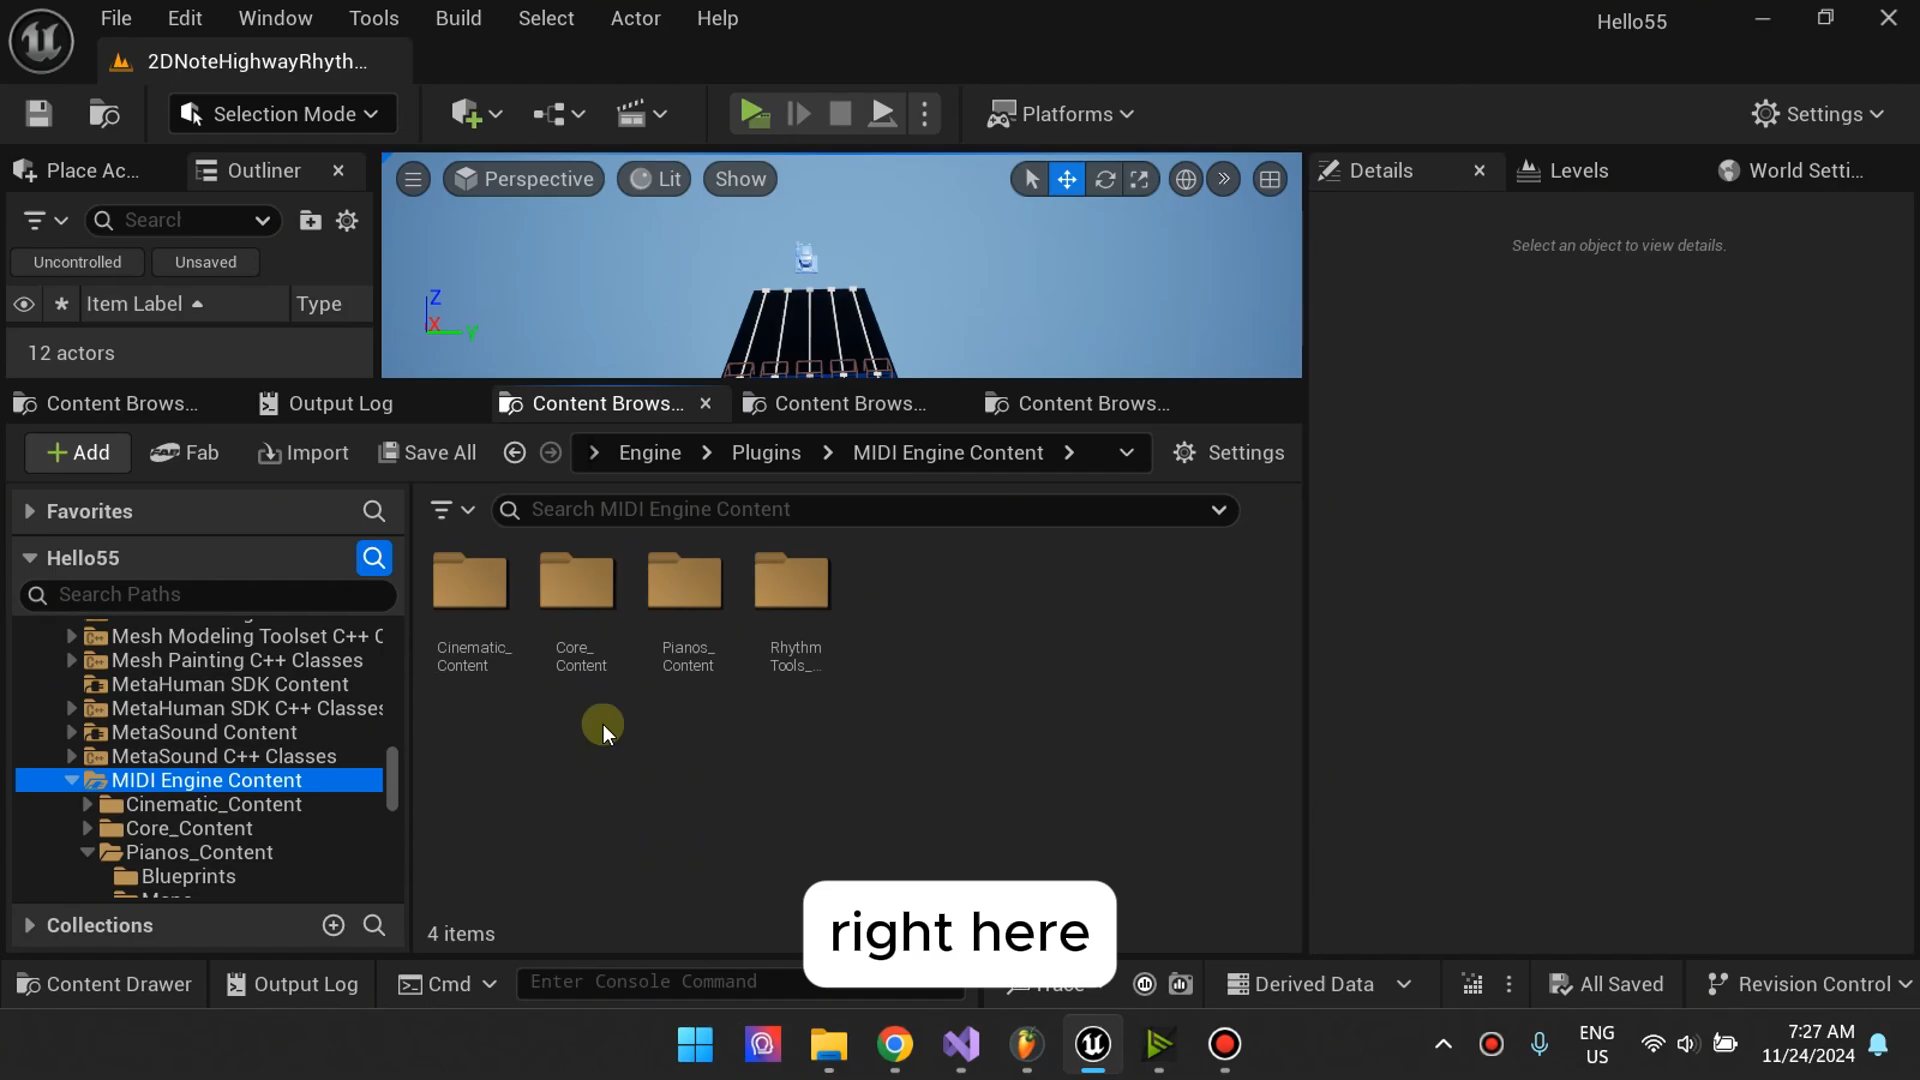 File Edit Window Tools Build Select Actor Help
Hello55
2DNoteHighwayRhyth...
Selection Mode
Platforms
Settings
Place Ac...
Outliner
Perspective
Lit
Show
Details
Levels
World Setti...
Searcl
Uncontrolled
Unsaved
Item Label
Type
12 actors
Z
X
Y
Select an object to view details.
Content Brows...
Output Log
Content Brows...
Content Brows...
Content Brows...
Add
Fab
Import
Save All
Engine
Plugins
MIDI Engine Content
Settings
Favorites
Search MIDI Engine Content
Hello55
Search Paths
Mesh Modeling Toolset C++ C
Mesh Painting C++ Classes
MetaHuman SDK Content
MetaHuman SDK C++ Classes
MetaSound Content
MetaSound C++ Classes
MIDI Engine Content
Cinematic_Content
Core_Content
Pianos_Content
Blueprints
Collections
Cinematic_
Content
Core_
Content
Pianos_
Content
Rhythm
Tools_...
4 items
right here
Content Drawer
Output Log
Cmd
Enter Console Command
Derived Data
All Saved
Revision Control
ENG
US
7:27 AM
11/24/2024